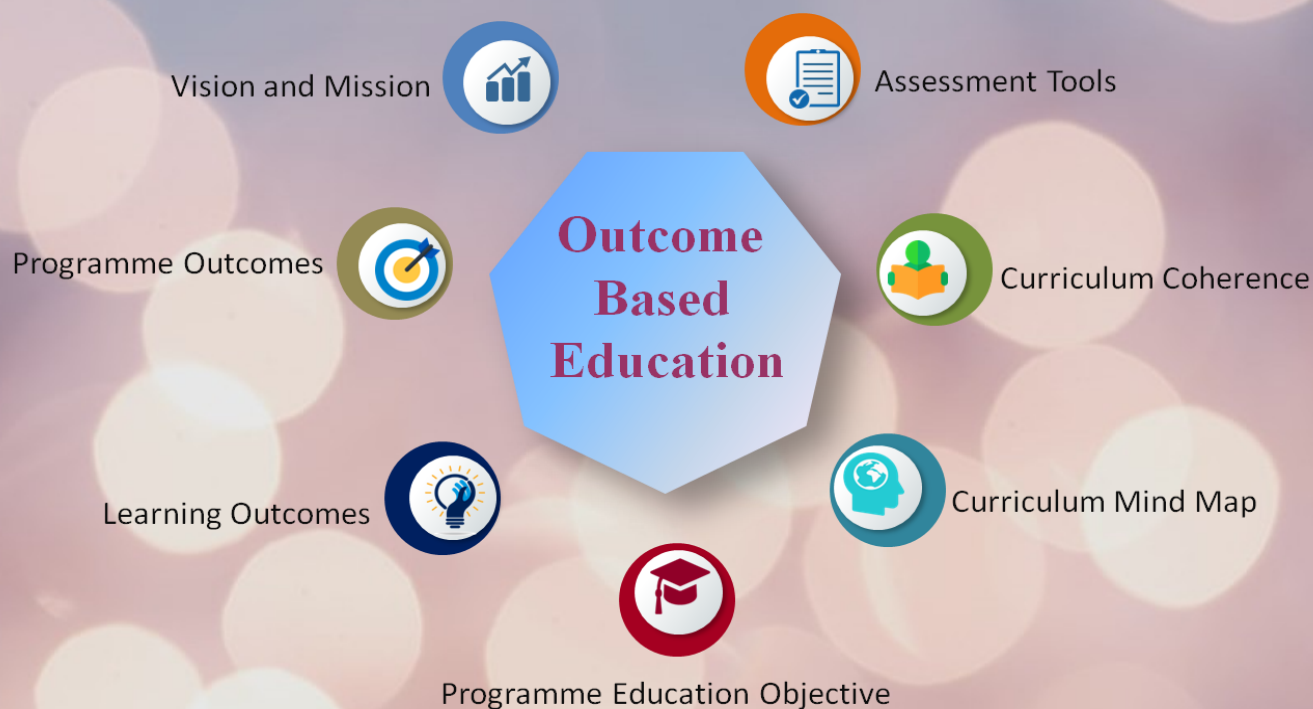 Vision and Mission
Assessment Tools
Outcome
Based
Education
Programme Outcomes
Curriculum Coherence
Learning Outcomes
Curriculum Mind Map
Programme Education Objective